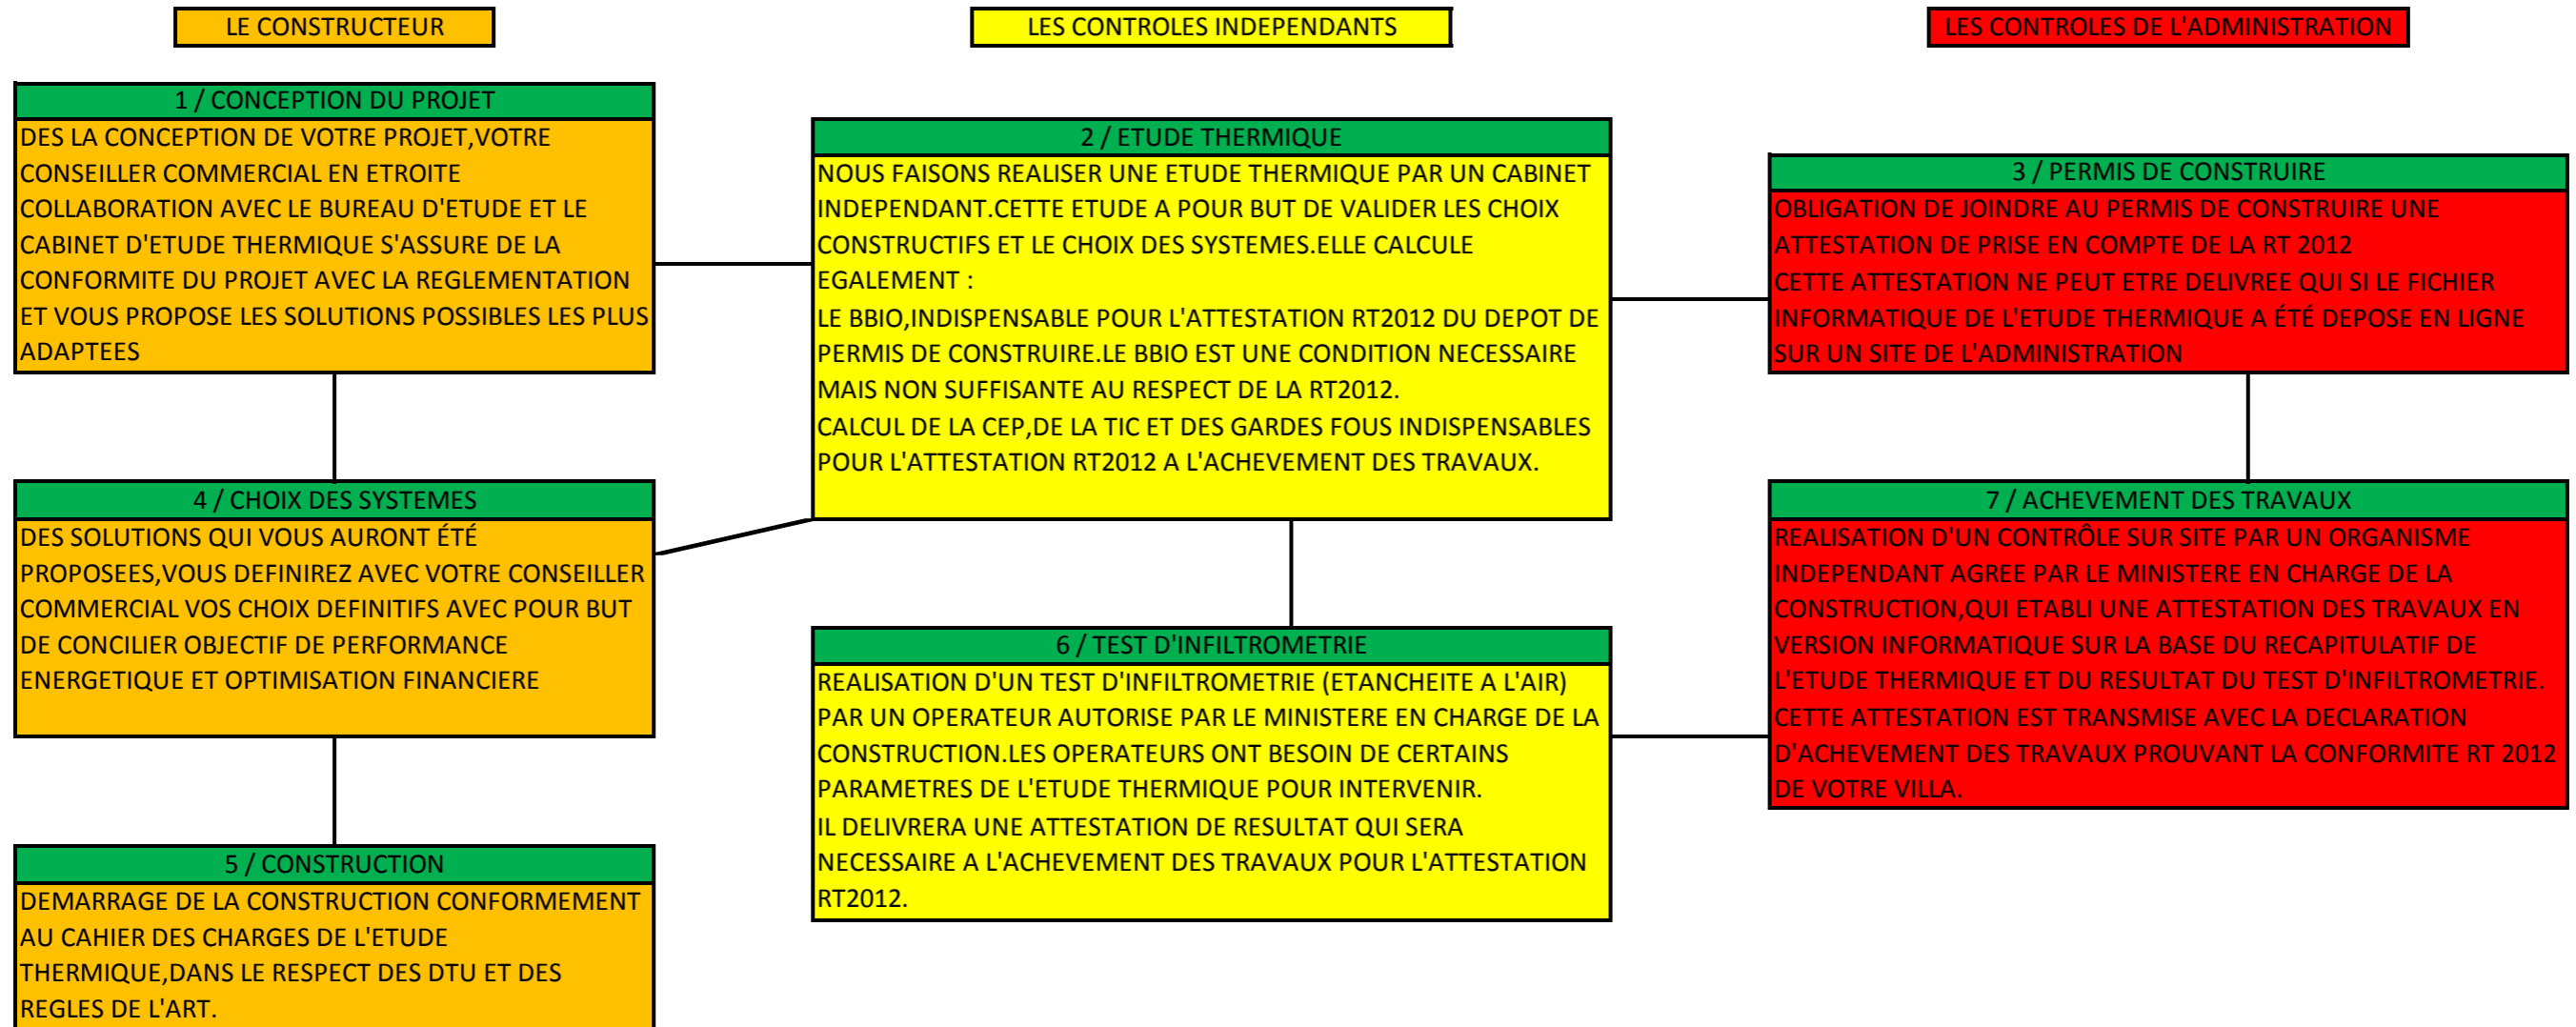 LE CONSTRUCTEUR
LES CONTROLES INDEPENDANTS
LES CONTROLES DE L'ADMINISTRATION
1 / CONCEPTION DU PROJET
DES LA CONCEPTION DE VOTRE PROJET,VOTRE
CONSEILLER COMMERCIAL EN ETROITE
COLLABORATION AVEC LE BUREAU D'ETUDE ET LE
CABINET D'ETUDE THERMIQUE S'ASSURE DE LA
CONFORMITE DU PROJET AVEC LA REGLEMENTATION
ET VOUS PROPOSE LES SOLUTIONS POSSIBLES LES PLUS
ADAPTEES
2 / ETUDE THERMIQUE
NOUS FAISONS REALISER UNE ETUDE THERMIQUE PAR UN CABINET
INDEPENDANT.CETTE ETUDE A POUR BUT DE VALIDER LES CHOIX
CONSTRUCTIFS ET LE CHOIX DES SYSTEMES.ELLE CALCULE
EGALEMENT :
LE BBIO,INDISPENSABLE POUR L'ATTESTATION RT2012 DU DEPOT DE
PERMIS DE CONSTRUIRE.LE BBIO EST UNE CONDITION NECESSAIRE
MAIS NON SUFFISANTE AU RESPECT DE LA RT2012.
CALCUL DE LA CEP,DE LA TIC ET DES GARDES FOUS INDISPENSABLES
POUR L'ATTESTATION RT2012 A L'ACHEVEMENT DES TRAVAUX.
3 / PERMIS DE CONSTRUIRE
OBLIGATION DE JOINDRE AU PERMIS DE CONSTRUIRE UNE
ATTESTATION DE PRISE EN COMPTE DE LA RT 2012
CETTE ATTESTATION NE PEUT ETRE DELIVREE QUI SI LE FICHIER
INFORMATIQUE DE L'ETUDE THERMIQUE A ÉTÉ DEPOSE EN LIGNE
SUR UN SITE DE L'ADMINISTRATION
4 / CHOIX DES SYSTEMES
DES SOLUTIONS QUI VOUS AURONT ÉTÉ
PROPOSEES,VOUS DEFINIREZ AVEC VOTRE CONSEILLER
COMMERCIAL VOS CHOIX DEFINITIFS AVEC POUR BUT
DE CONCILIER OBJECTIF DE PERFORMANCE
ENERGETIQUE ET OPTIMISATION FINANCIERE
5 / CONSTRUCTION
DEMARRAGE DE LA CONSTRUCTION CONFORMEMENT
AU CAHIER DES CHARGES DE L'ETUDE
THERMIQUE,DANS LE RESPECT DES DTU ET DES
REGLES DE L'ART.
6 / TEST D'INFILTROMETRIE
REALISATION D'UN TEST D'INFILTROMETRIE (ETANCHEITE A L'AIR)
PAR UN OPERATEUR AUTORISE PAR LE MINISTERE EN CHARGE DE LA
CONSTRUCTION.LES OPERATEURS ONT BESOIN DE CERTAINS
PARAMETRES DE L'ETUDE THERMIQUE POUR INTERVENIR.
IL DELIVRERA UNE ATTESTATION DE RESULTAT QUI SERA
NECESSAIRE A L'ACHEVEMENT DES TRAVAUX POUR L'ATTESTATION
RT2012.
7 / ACHEVEMENT DES TRAVAUX
REALISATION D'UN CONTRÔLE SUR SITE PAR UN ORGANISME
INDEPENDANT AGREE PAR LE MINISTERE EN CHARGE DE LA
CONSTRUCTION,QUI ETABLI UNE ATTESTATION DES TRAVAUX EN
VERSION INFORMATIQUE SUR LA BASE DU RECAPITULATIF DE
L'ETUDE THERMIQUE ET DU RESULTAT DU TEST D'INFILTROMETRIE.
CETTE ATTESTATION EST TRANSMISE AVEC LA DECLARATION
D'ACHEVEMENT DES TRAVAUX PROUVANT LA CONFORMITE RT 2012
DE VOTRE VILLA.